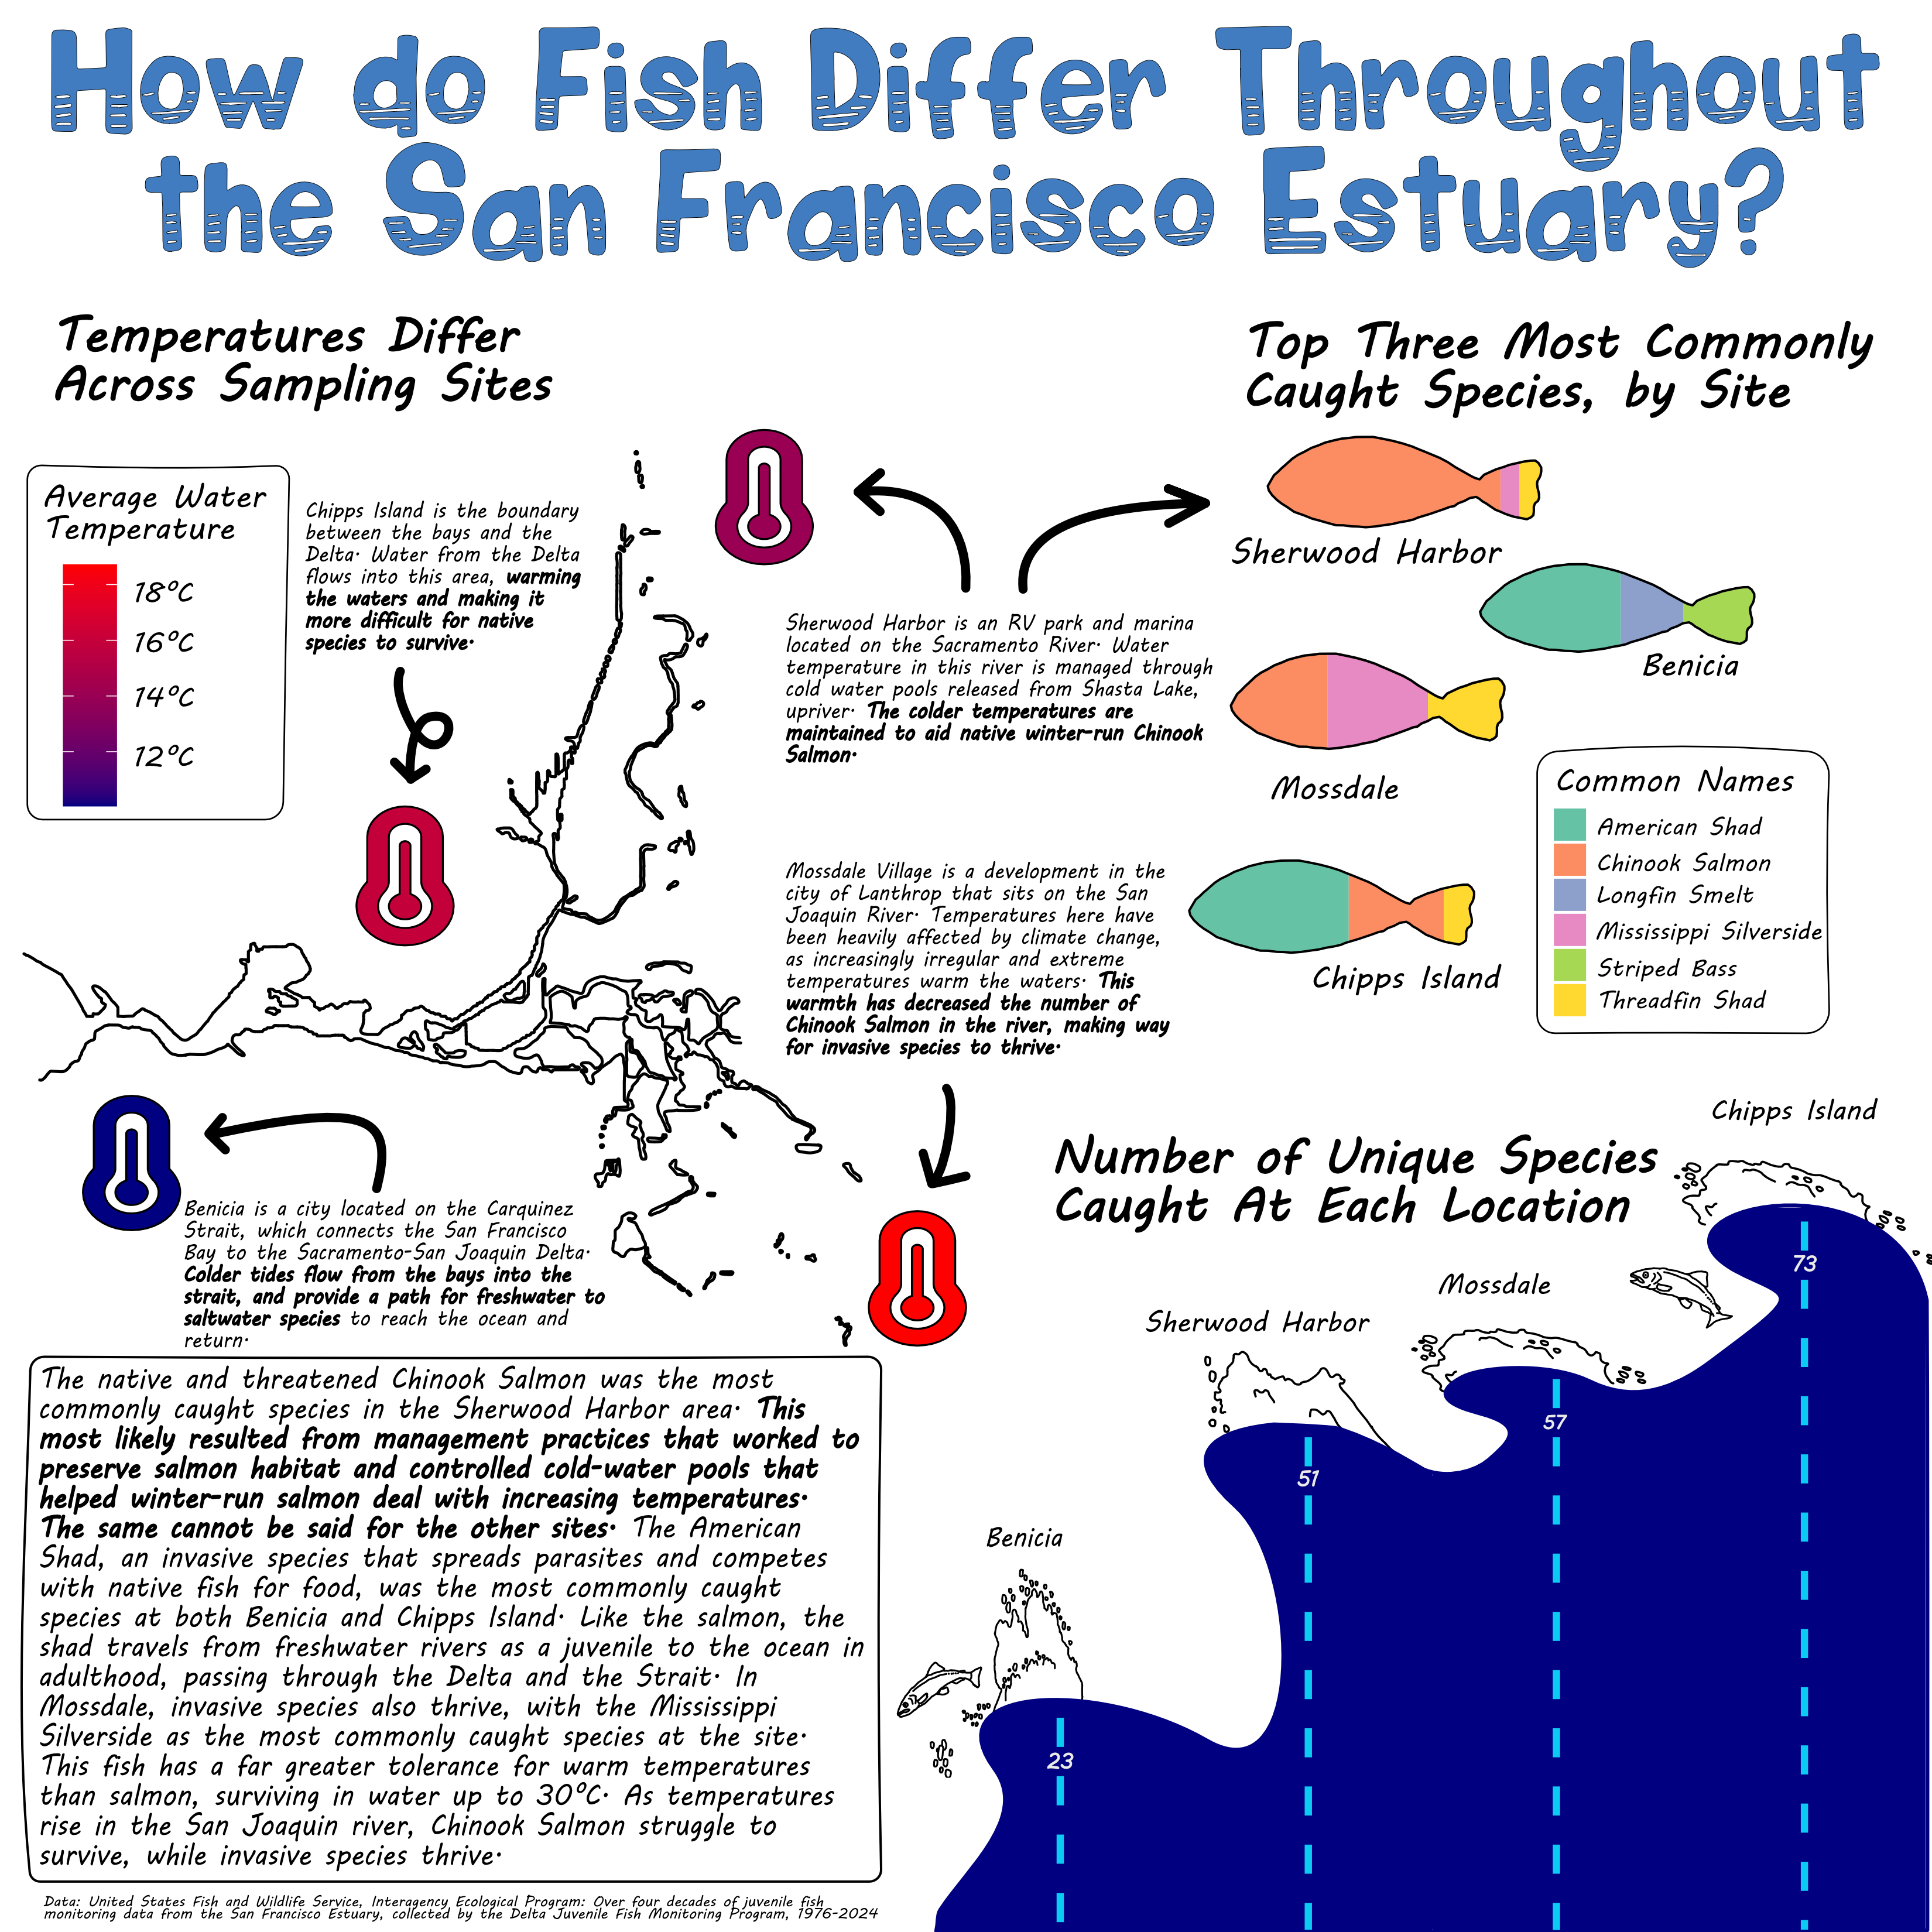 How do Fish Differ Throughout
the San Francisco Estuary?
Temperatures Differ
Across Sampling Sites
Average Water
Temperature
18°C
16°C
14°C
12°C
Chipps Island is the boundary
between the bays and the
Delta. Water from the Delta
flows into this area, warming
the waters and making it
more difficult for native
species to survive.
Sherwood Harbor is an RV park and marina
located on the Sacramento River. Water
temperature in this river is managed through
cold water pools released from Shasta Lake,
upriver. The colder temperatures are
maintained to aid native winter-run Chinook
Salmon.
Mossdale Village is a development in the
city of Lanthrop that sits on the San
Joaquin River. Temperatures here have
been heavily affected by climate change,
as increasingly irregular and extreme
temperatures warm the waters. This
warmth has decreased the number of
Chinook Salmon in the river, making way
for invasive species to thrive.
Benicia is a city located on the Carquinez
Strait, which connects the San Francisco
Bay to the Sacramento-San Joaquin Delta.
Colder tides flow from the bays into the
strait, and provide a path for freshwater to
saltwater species to reach the ocean and
return.
Top Three Most Commonly
Caught Species, by Site
Sherwood Harbor
Benicia
Mossdale
Chipps Island
Common Names
American Shad
Chinook Salmon
Longfin Smelt
Mississippi Silverside
Striped Bass
Threadfin Shad
Number of Unique Species
Caught At Each Location
Chipps Island
73
Mossdale
57
Sherwood Harbor
51
Benicia
23
The native and threatened Chinook Salmon was the most
commonly caught species in the Sherwood Harbor area. This
most likely resulted from management practices that worked to
preserve salmon habitat and controlled cold-water pools that
helped winter-run salmon deal with increasing temperatures.
The same cannot be said for the other sites. The American
Shad, an invasive species that spreads parasites and competes
with native fish for food, was the most commonly caught
species at both Benicia and Chipps Island. Like the salmon, the
shad travels from freshwater rivers as a juvenile to the ocean in
adulthood, passing through the Delta and the Strait. In
Mossdale, invasive species also thrive, with the Mississippi
Silverside as the most commonly caught species at the site.
This fish has a far greater tolerance for warm temperatures
than salmon, surviving in water up to 30°C. As temperatures
rise in the San Joaquin river, Chinook Salmon struggle to
survive, while invasive species thrive.
Data: United States Fish and Wildlife Service, Interagency Ecological Program: Over four decades of juvenile fish
monitoring data from the San Francisco Estuary, collected by the Delta Juvenile Fish Monitoring Program, 1976-2024